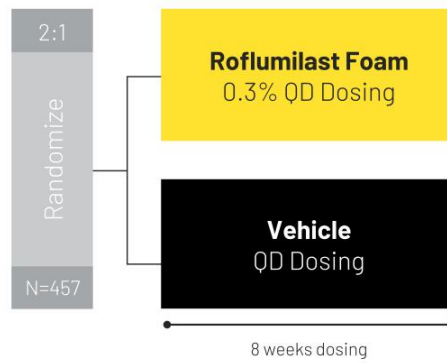 2:1
Randomize
N=457
Roflumilast Foam
0.3% QD Dosing
Vehicle
QD Dosing
8 weeks dosing